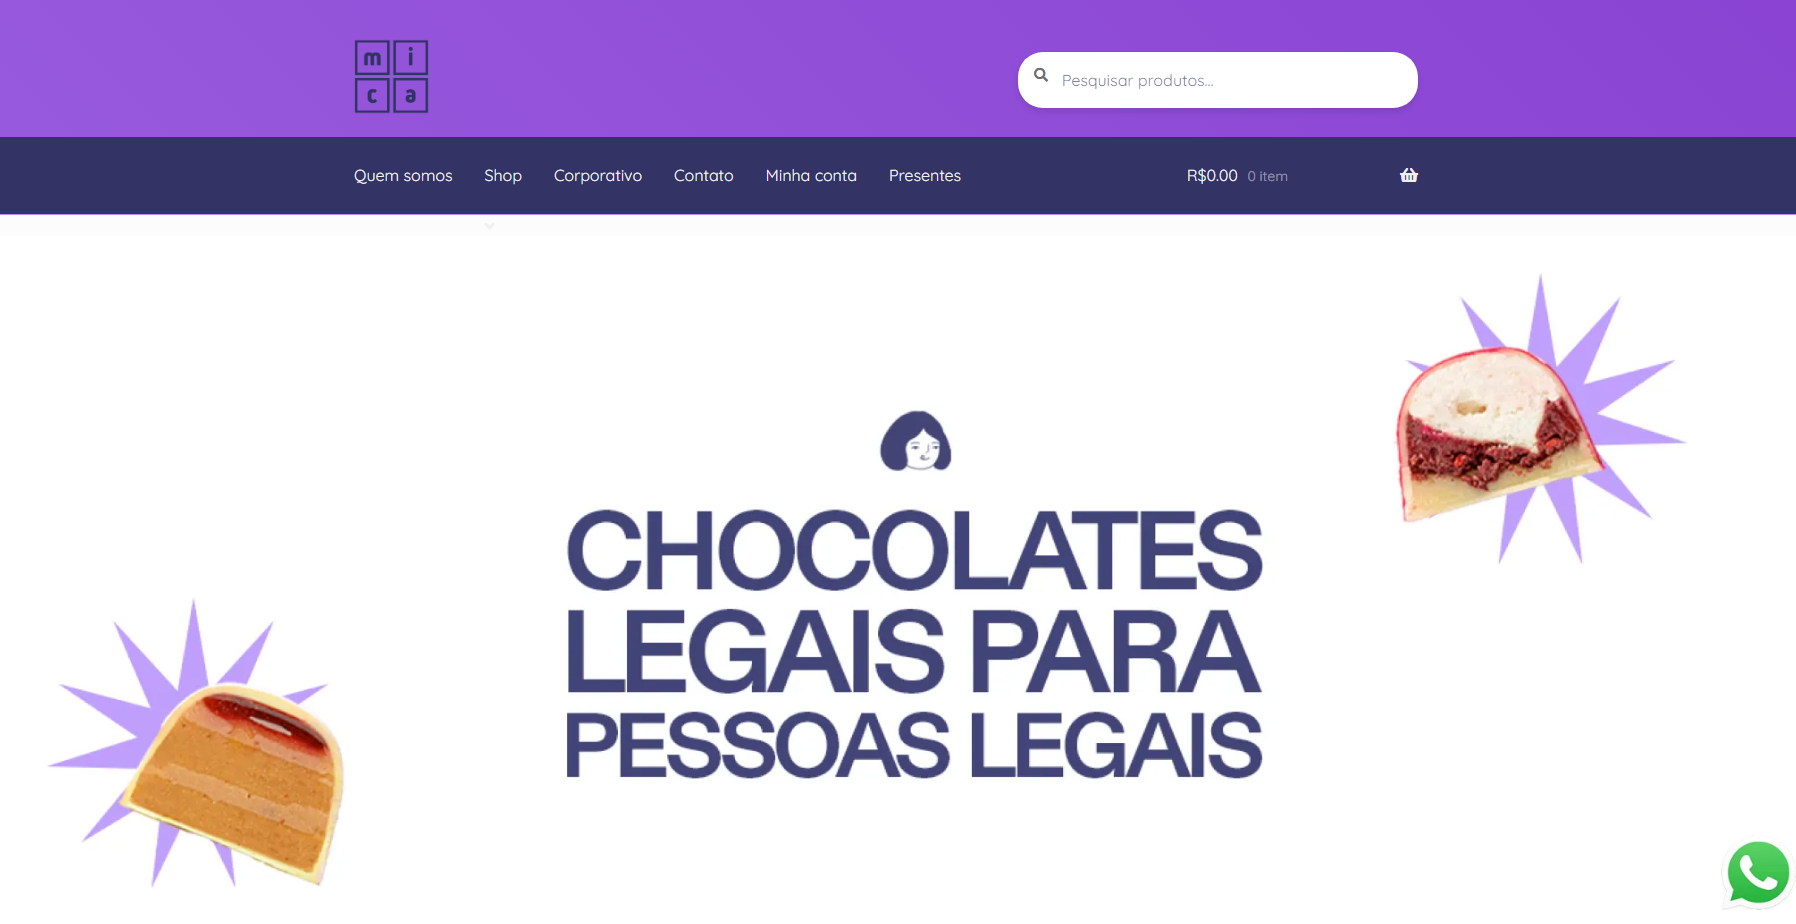 m i
c a
Pesquisar produtos...
Quem somos Shop Corporativo Contato Minha conta Presentes R$0.00 0 item
CHOCOLATES
LEGAIS PARA
PESSOAS LEGAIS